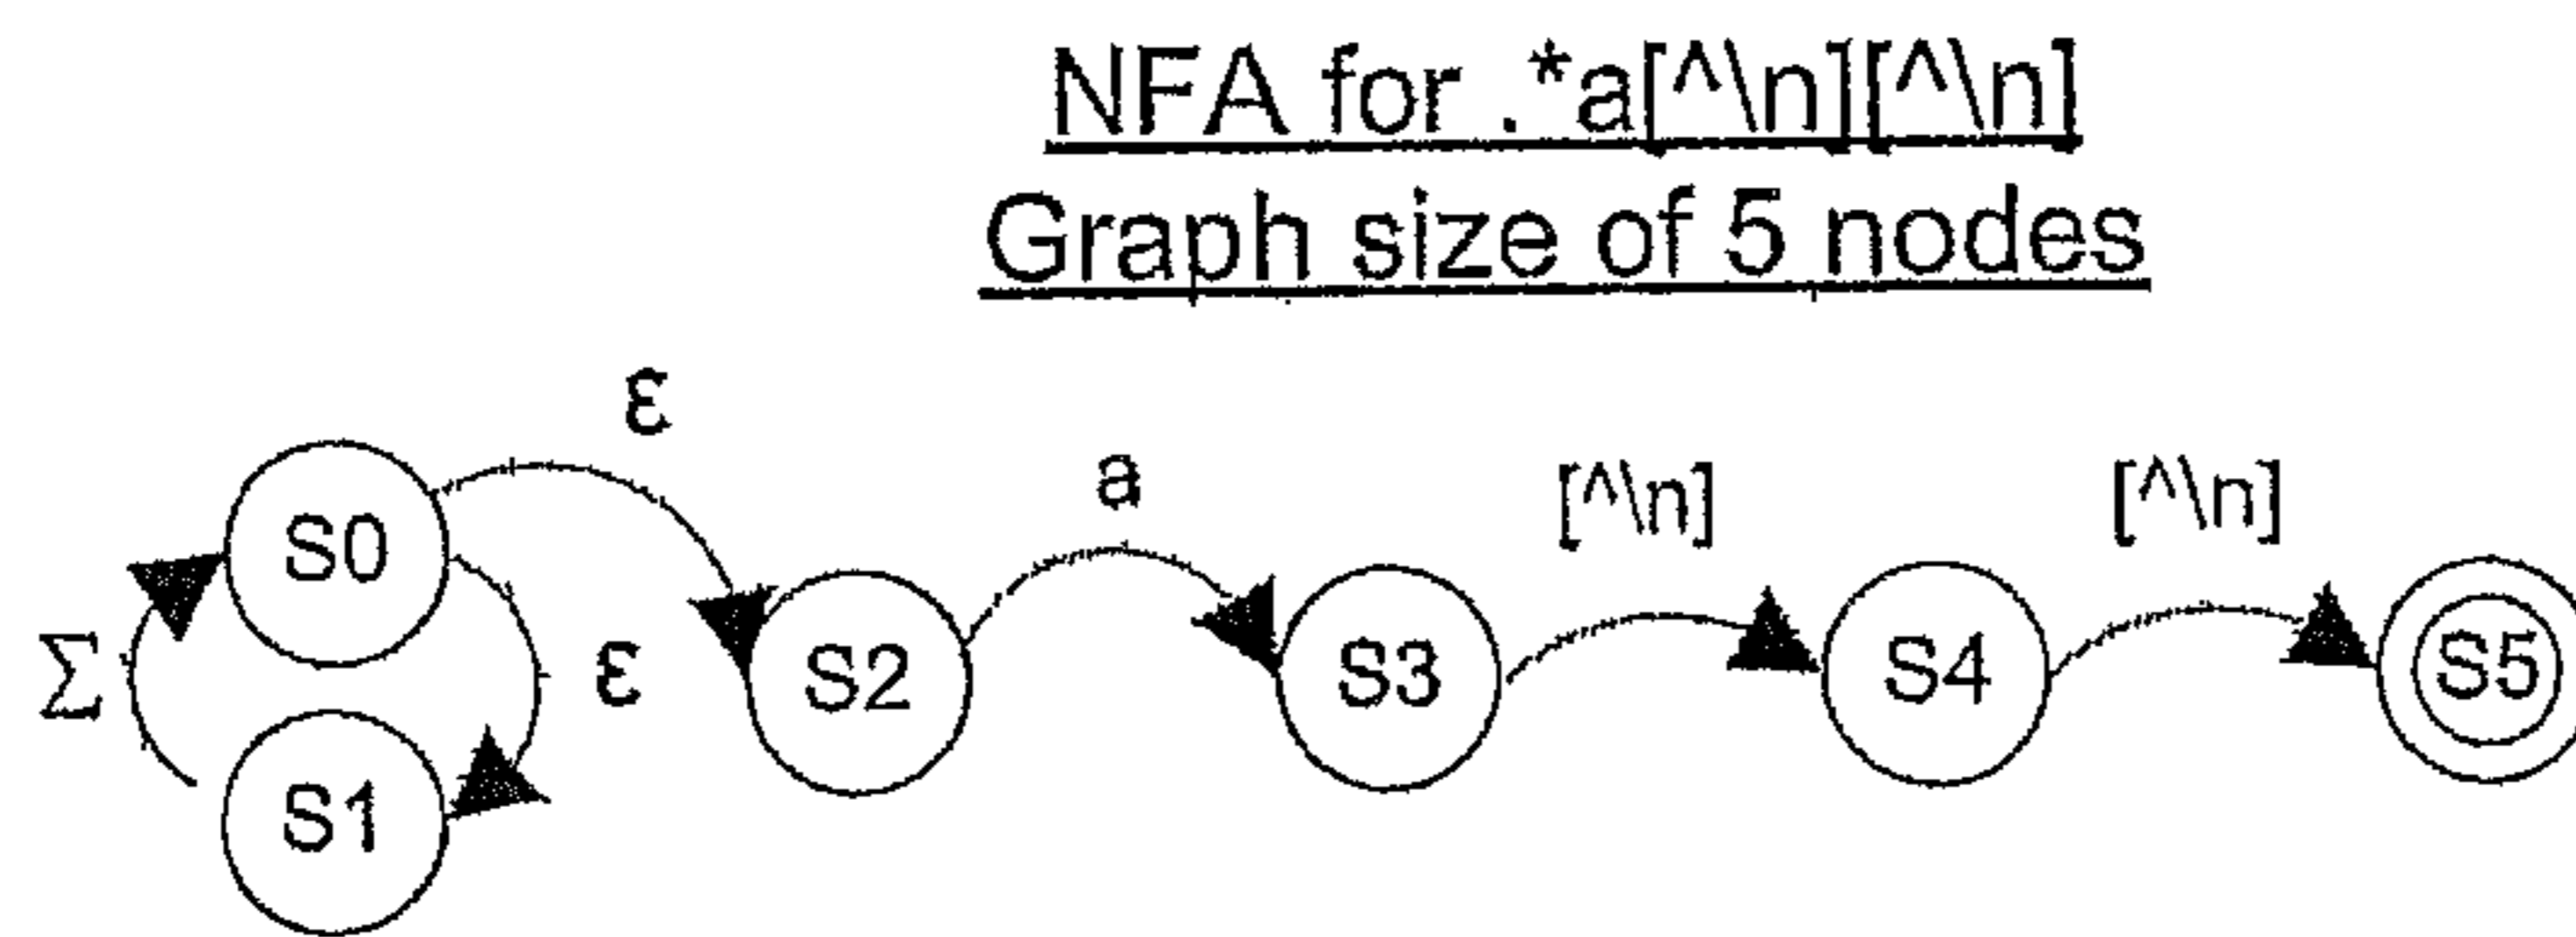 NFA for .*a[^\n][^\n]
Graph size of 5 nodes
ε
a
[^\n]
[^\n]
S0
Σ
ε
S2
S3
S4
S5
S1